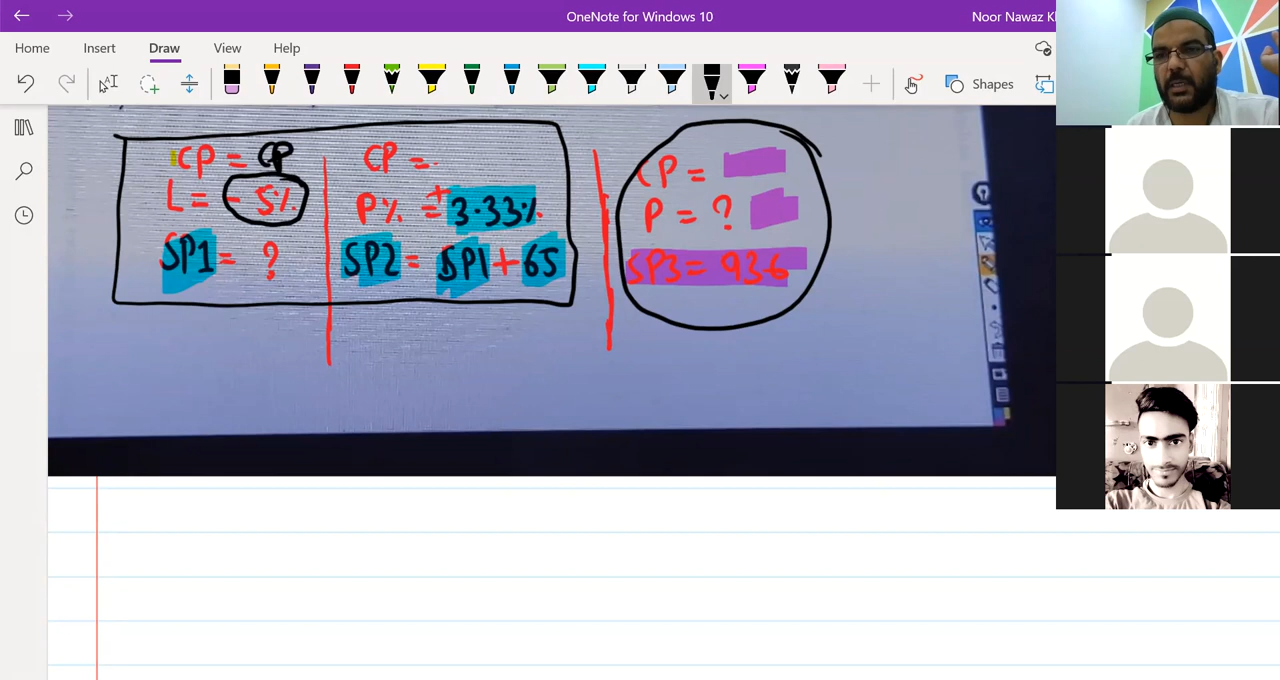 OneNote for Windows 10
Noor Nawaz Kh
Home Insert Draw View Help
Shapes
CP = CP
L = - 5%
SP1 = ?
CP =
P% = + 3.33%
SP2 = SP1 + 65
CP =
P = ?
SP3 = 936